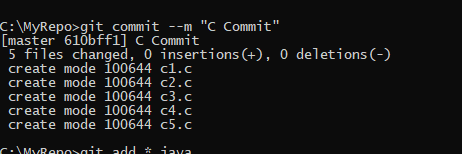 C:\MyRepo>git commit --m "C Commit"
[master 610bff1] C Commit
 5 files changed, 0 insertions(+), 0 deletions(-)
 create mode 100644 c1.c
 create mode 100644 c2.c
 create mode 100644 c3.c
 create mode 100644 c4.c
 create mode 100644 c5.c
C:\MyRepo>git add *.java